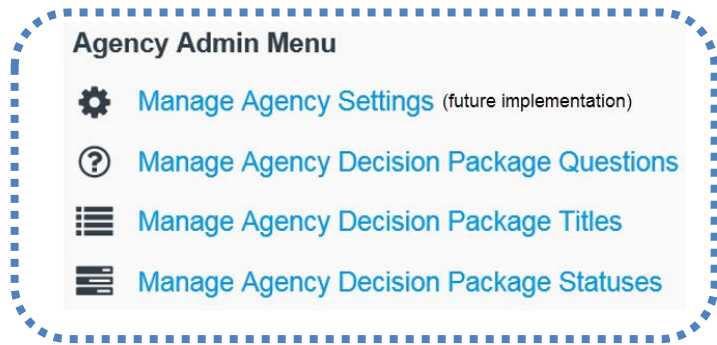 Agency Admin Menu
Manage Agency Settings (future implementation)
Manage Agency Decision Package Questions
Manage Agency Decision Package Titles
Manage Agency Decision Package Statuses